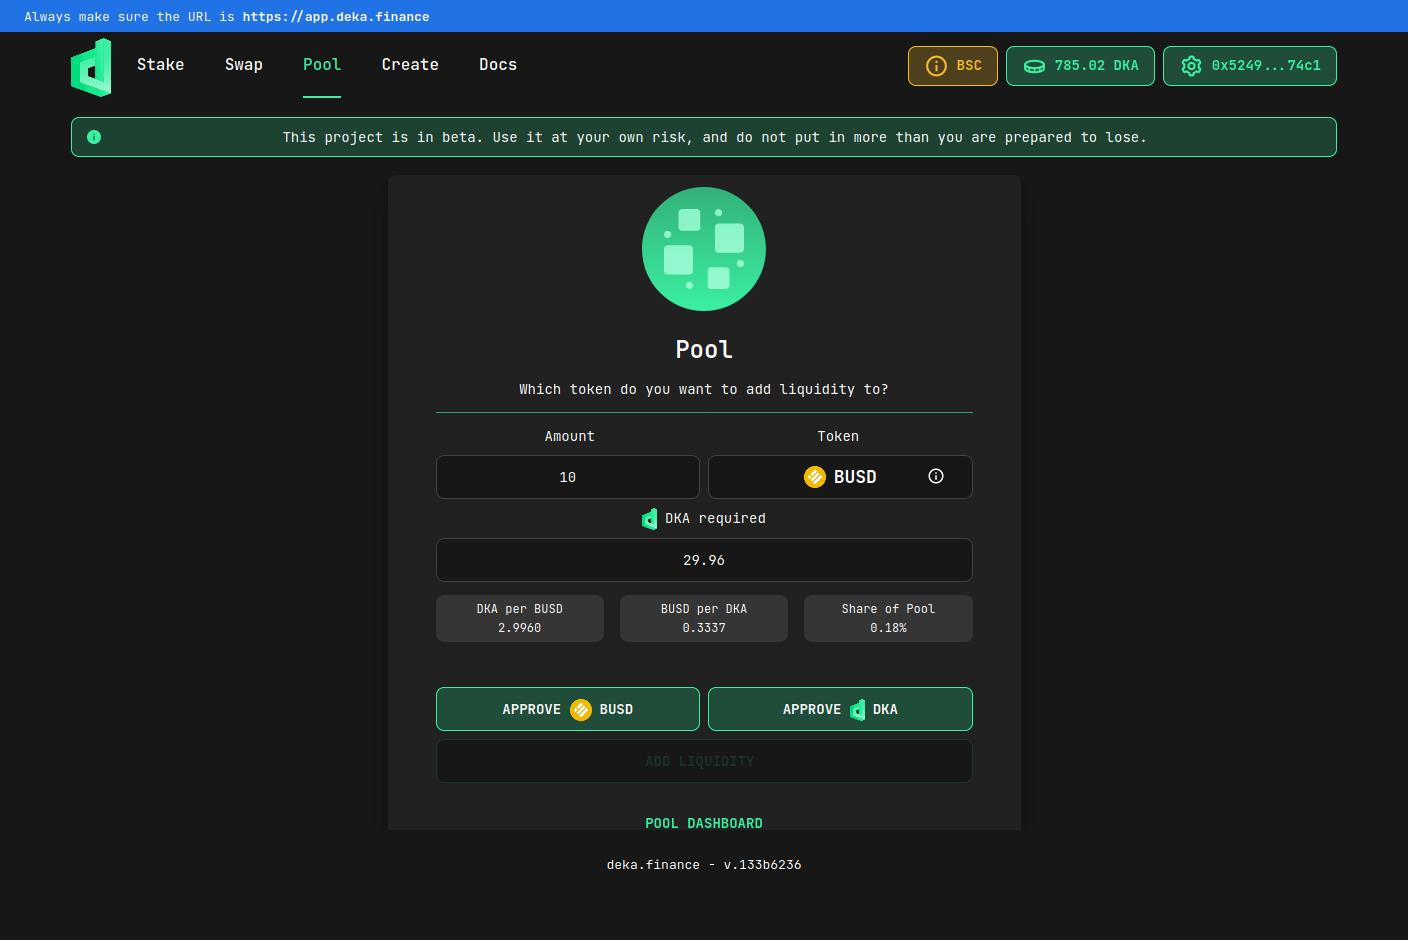 Always make sure the URL is https://app.deka.finance
Stake Swap Pool Create Docs BSC 785.02 DKA 0x5249...74c1
This project is in beta. Use it at your own risk, and do not put in more than you are prepared to lose.
Pool
Which token do you want to add liquidity to?
Amount Token
10 BUSD
DKA required
29.96
DKA per BUSD BUSD per DKA Share of Pool
2.9960 0.3337 0.18%
APPROVE BUSD APPROVE DKA
ADD LIQUIDITY
POOL DASHBOARD
deka.finance - v.133b6236